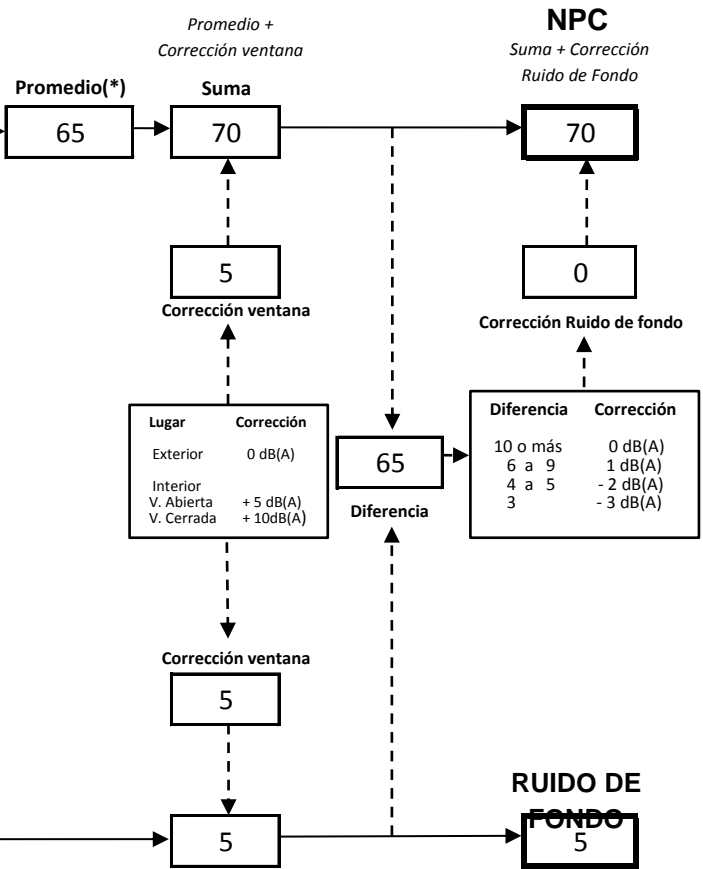 Promedio +
Corrección ventana
NPC
Suma + Corrección
Ruido de Fondo
Promedio(*)
Suma
65
70
70
5
0
Corrección ventana
Corrección Ruido de fondo
Lugar Corrección
Exterior 0 dB(A)
Interior
V. Abierta + 5 dB(A)
V. Cerrada + 10dB(A)
65
Diferencia
Diferencia Corrección
10 o más 0 dB(A)
6 a 9 1 dB(A)
4 a 5 - 2 dB(A)
3 - 3 dB(A)
Corrección ventana
5
5
RUIDO DE
FONDO
5